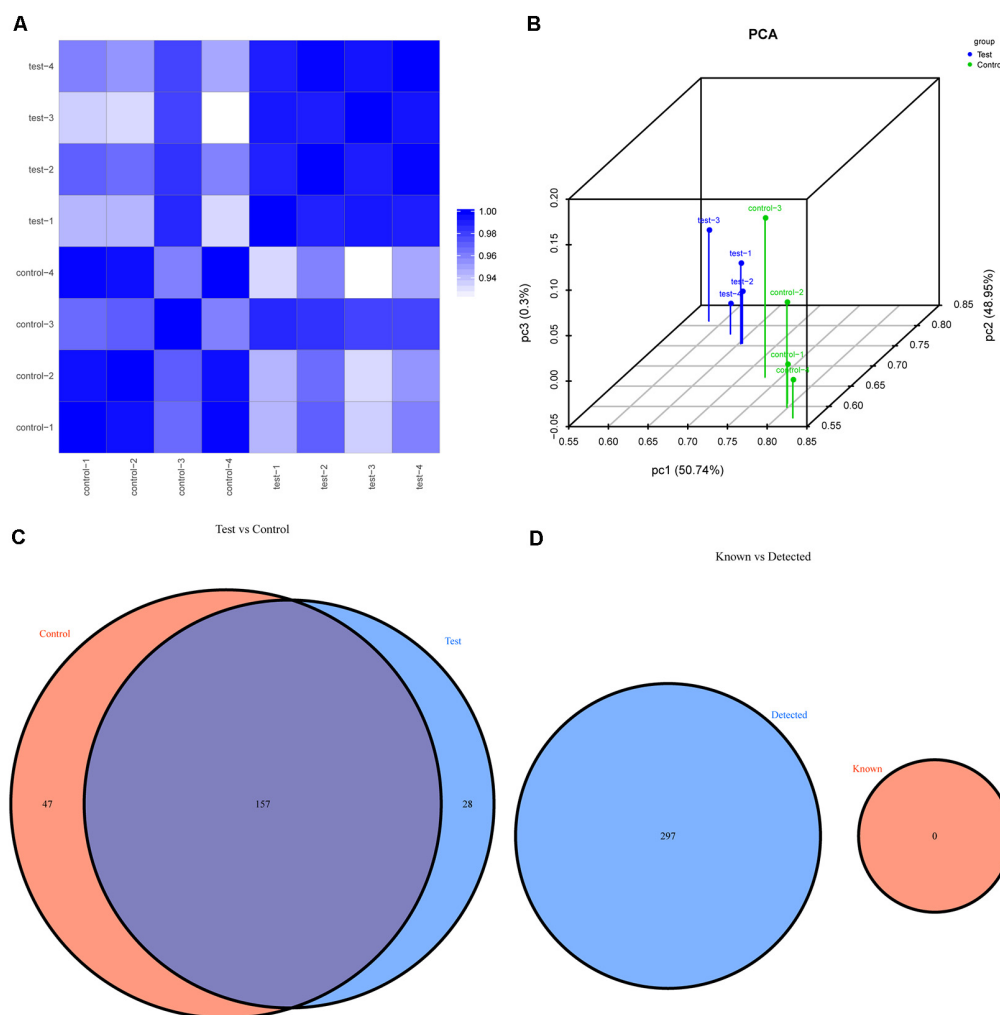 A
test-4
test-3
test-2
test-1
control-4
control-3
control-2
control-1
control-1
control-2
control-3
control-4
test-1
test-2
test-3
test-4
1.00
0.98
0.96
0.94
B
PCA
group
Test
Contro
pc3 (0.3%)
0.20
0.15
0.10
0.05
0.00
-0.05
test-3
test-1
test-2
test-4
control-3
control-2
control-1
control-4
0.55
0.60
0.65
0.70
0.75
0.80
0.85
pc1 (50.74%)
0.85
0.80
0.75
0.70
0.65
0.60
0.55
pc2 (48.95%)
C
Test vs Control
Control
Test
47
157
28
D
Known vs Detected
Detected
Known
297
0